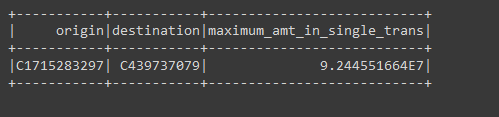 +-----------+-----------+---------------------------+
|     origin|destination|maximum_amt_in_single_trans|
+-----------+-----------+---------------------------+
|C1715283297| C439737079|              9.244551664E7|
+-----------+-----------+---------------------------+